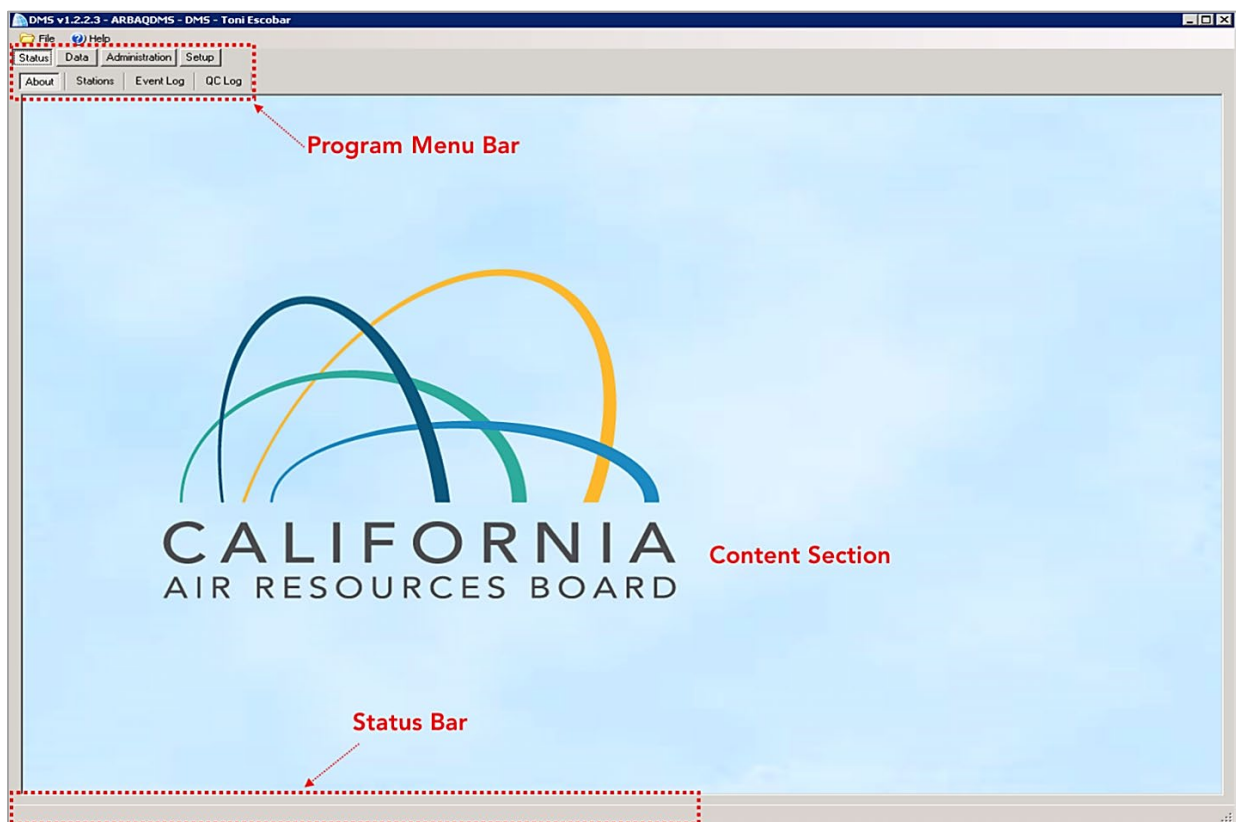 DMS v1.2.2.3 - ARBAQDMS - DMS - Toni Escobar
File Help
Status Data Administration Setup
About Stations Event Log QC Log
Program Menu Bar
CALIFORNIA
AIR RESOURCES BOARD
Content Section
Status Bar